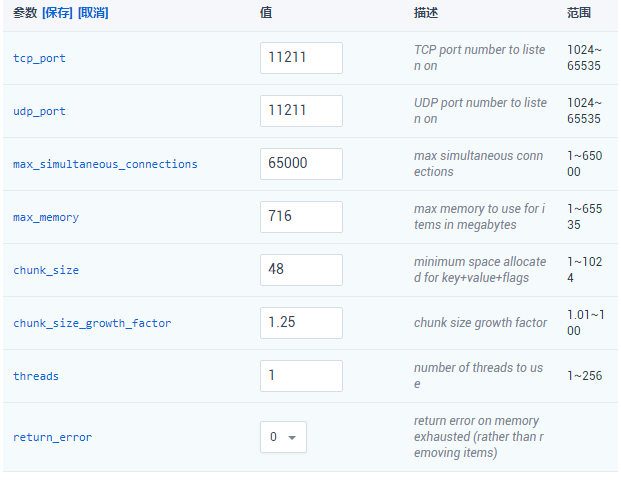 参数 [保存] [取消] 值 描述 范围
tcp_port 11211 TCP port number to liste 1024~
n on 65535
udp_port 11211 UDP port number to liste 1024~
n on 65535
max_simultaneous_connections 65000 max simultaneous conn 1~650
ections 00
max_memory 716 max memory to use for i 1~655
tems in megabytes 35
chunk_size 48 minimum space allocate 1~102
d for key+value+flags 4
chunk_size_growth_factor 1.25 chunk size growth factor 1.01~1
00
threads 1 number of threads to us 1~256
e
return_error 0 return error on memory
exhausted (rather than r
emoving items)